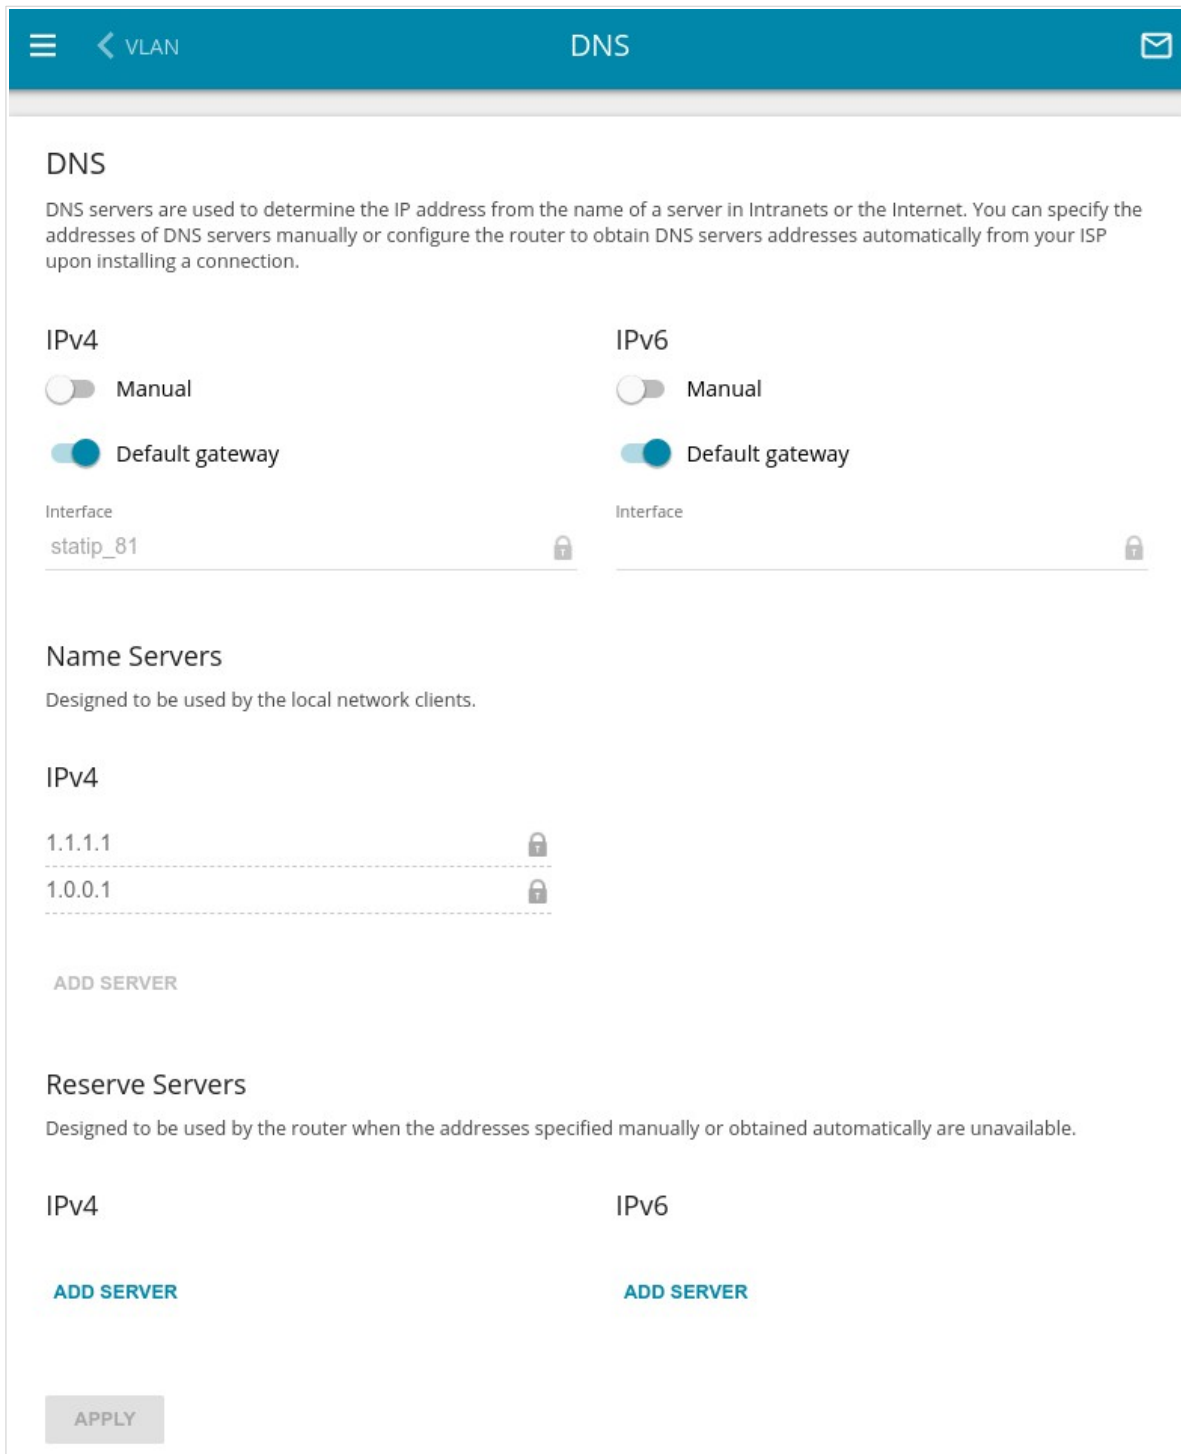 VLAN
DNS
DNS
DNS servers are used to determine the IP address from the name of a server in Intranets or the Internet. You can specify the
addresses of DNS servers manually or configure the router to obtain DNS servers addresses automatically from your ISP
upon installing a connection.
IPv4
Manual
Default gateway
Interface
statip_81
IPv6
Manual
Default gateway
Interface
Name Servers
Designed to be used by the local network clients.
IPv4
1.1.1.1
1.0.0.1
ADD SERVER
Reserve Servers
Designed to be used by the router when the addresses specified manually or obtained automatically are unavailable.
IPv4
ADD SERVER
IPv6
ADD SERVER
APPLY